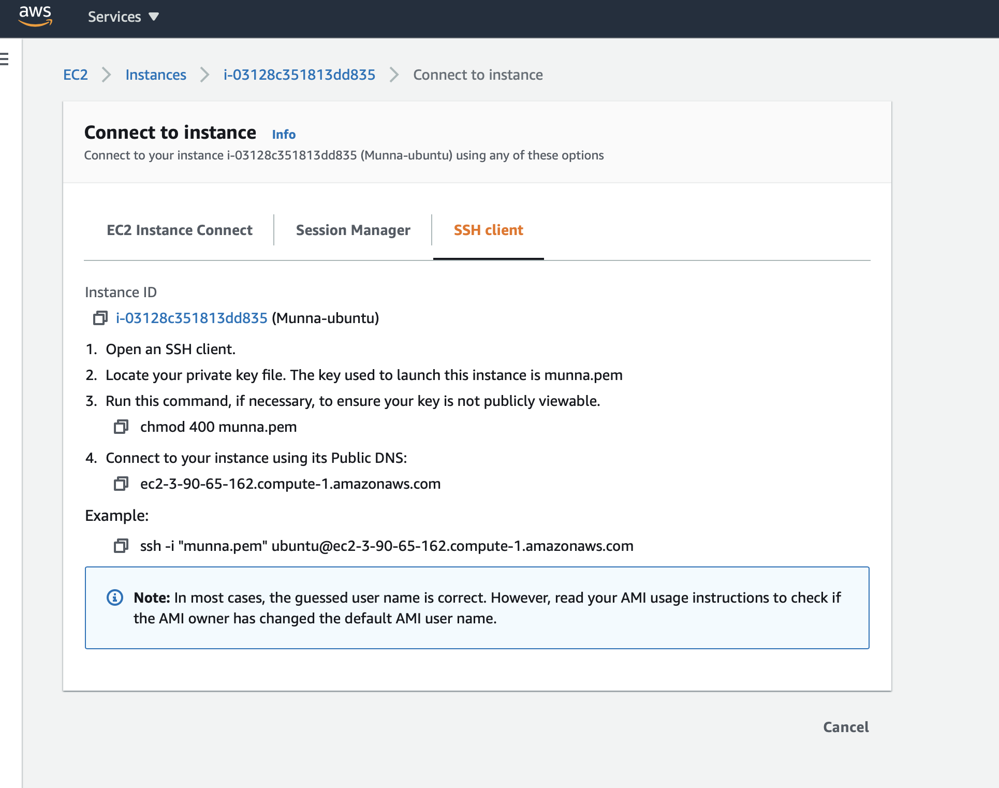 aws Services
EC2 Instances i-03128c351813dd835 Connect to instance
Connect to instance Info
Connect to your instance i-03128c351813dd835 (Munna-ubuntu) using any of these options
EC2 Instance Connect Session Manager SSH client
Instance ID
i-03128c351813dd835 (Munna-ubuntu)
1. Open an SSH client.
2. Locate your private key file. The key used to launch this instance is munna.pem
3. Run this command, if necessary, to ensure your key is not publicly viewable.
chmod 400 munna.pem
4. Connect to your instance using its Public DNS:
ec2-3-90-65-162.compute-1.amazonaws.com
Example:
ssh -i "munna.pem" ubuntu@ec2-3-90-65-162.compute-1.amazonaws.com
Note: In most cases, the guessed user name is correct. However, read your AMI usage instructions to check if
the AMI owner has changed the default AMI user name.
Cancel